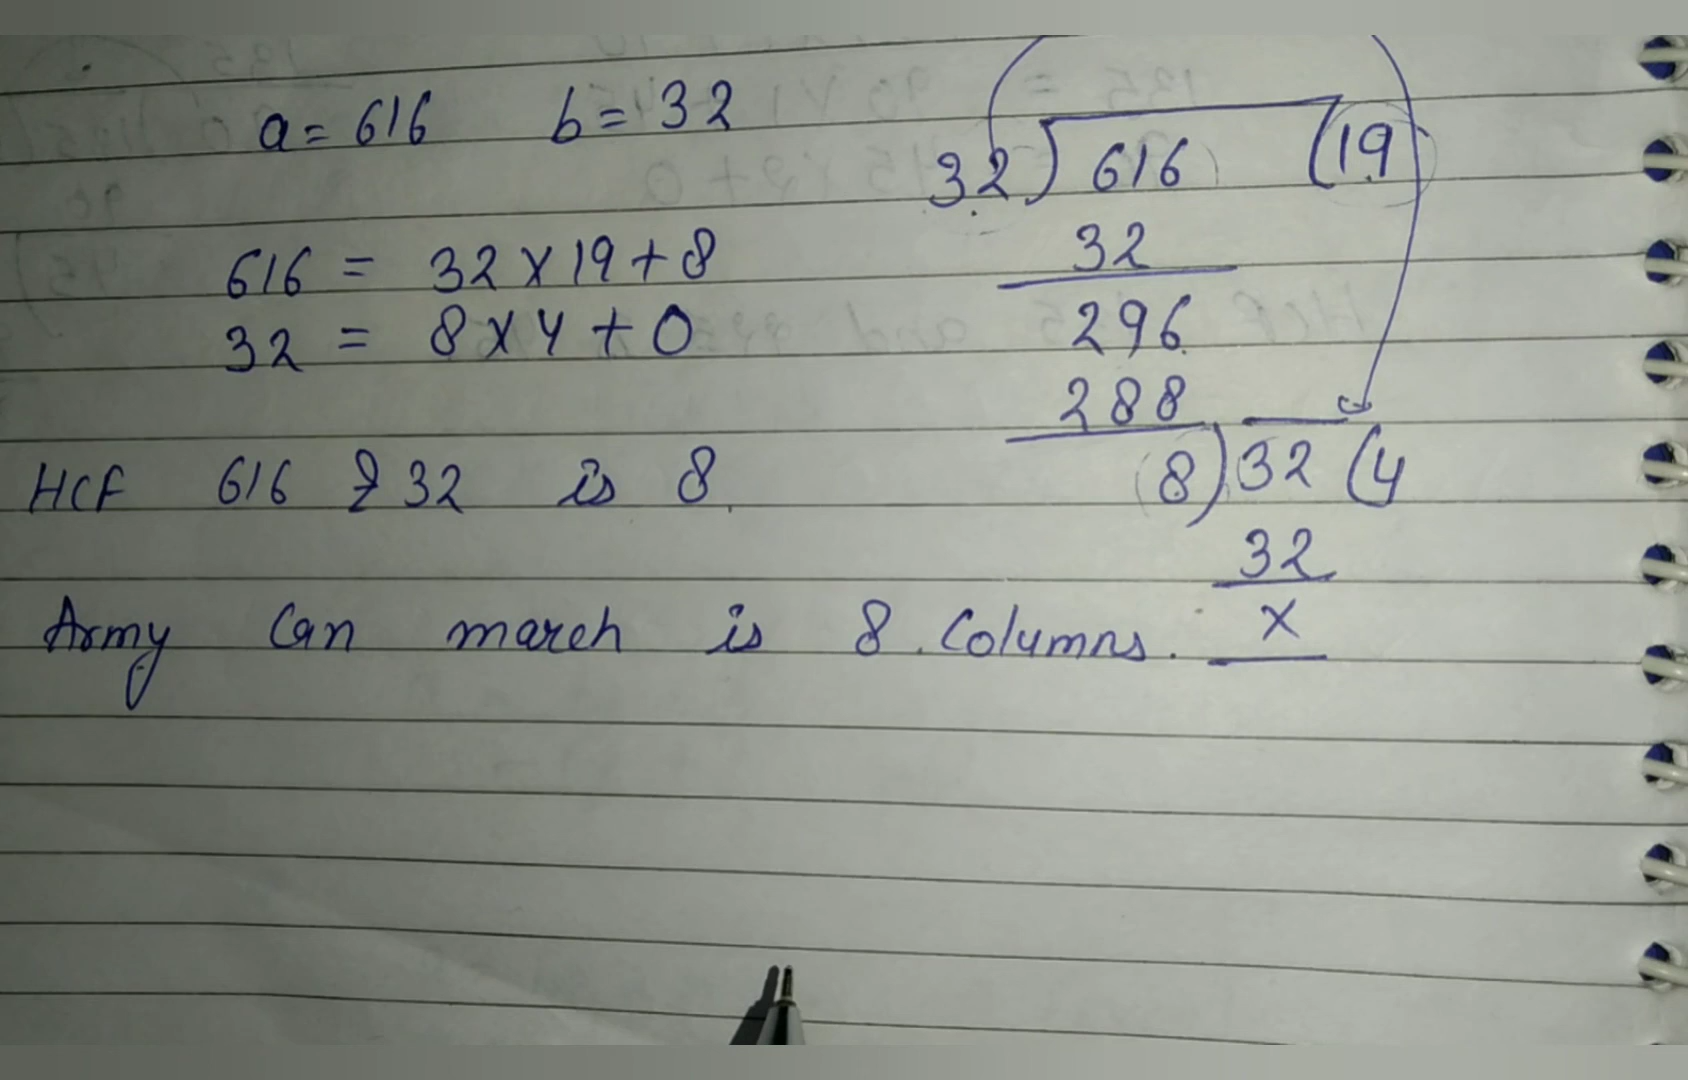 a = 616 b = 32
616 = 32 × 19 + 8
32 = 8 × 4 + 0
HCF 616 & 32 is 8.
Army Can march is 8 Columns.
32 ) 616 ( 19
32
296
288
8 ) 32 ( 4
32
×